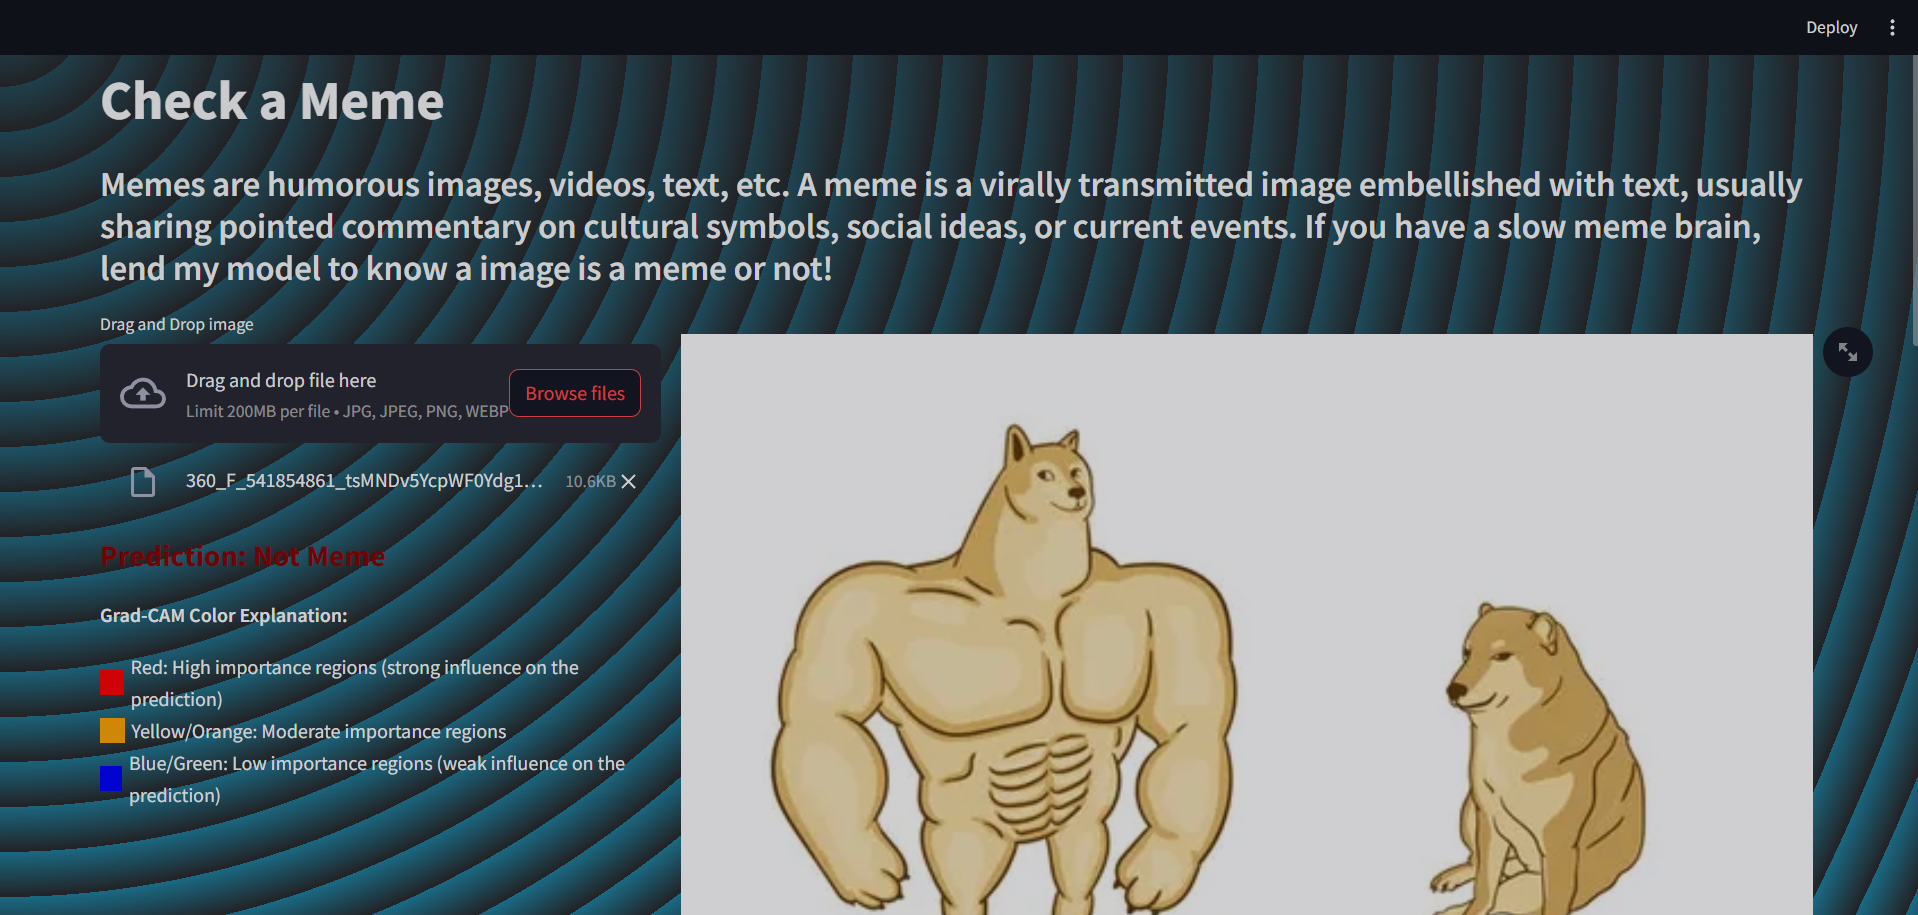 Deploy
Check a Meme
Memes are humorous images, videos, text, etc. A meme is a virally transmitted image embellished with text, usually
sharing pointed commentary on cultural symbols, social ideas, or current events. If you have a slow meme brain,
lend my model to know a image is a meme or not!
Drag and Drop image
Drag and drop file here
Limit 200MB per file • JPG, JPEG, PNG, WEBP
Browse files
360_F_541854861_tsMNDv5YcpWF0Ydg1...
10.6KB
Prediction: Not Meme
Grad-CAM Color Explanation:
Red: High importance regions (strong influence on the
prediction)
Yellow/Orange: Moderate importance regions
Blue/Green: Low importance regions (weak influence on the
prediction)